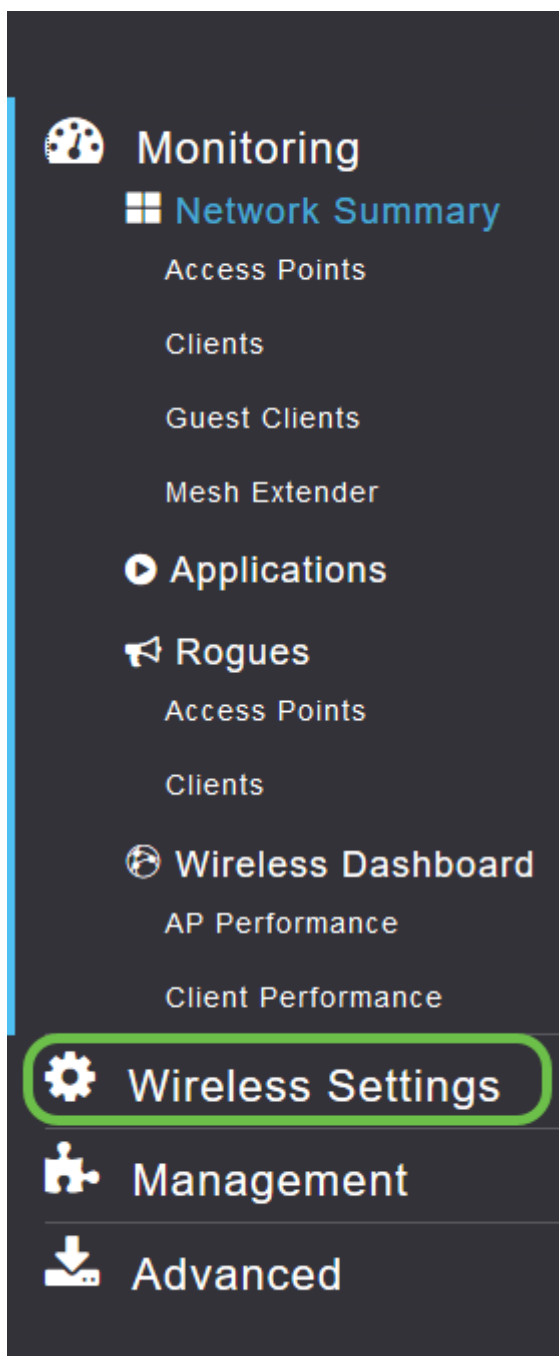 Monitoring
Network Summary
Access Points
Clients
Guest Clients
Mesh Extender
Applications
Rogues
Access Points
Clients
Wireless Dashboard
AP Performance
Client Performance
Wireless Settings
Management
Advanced